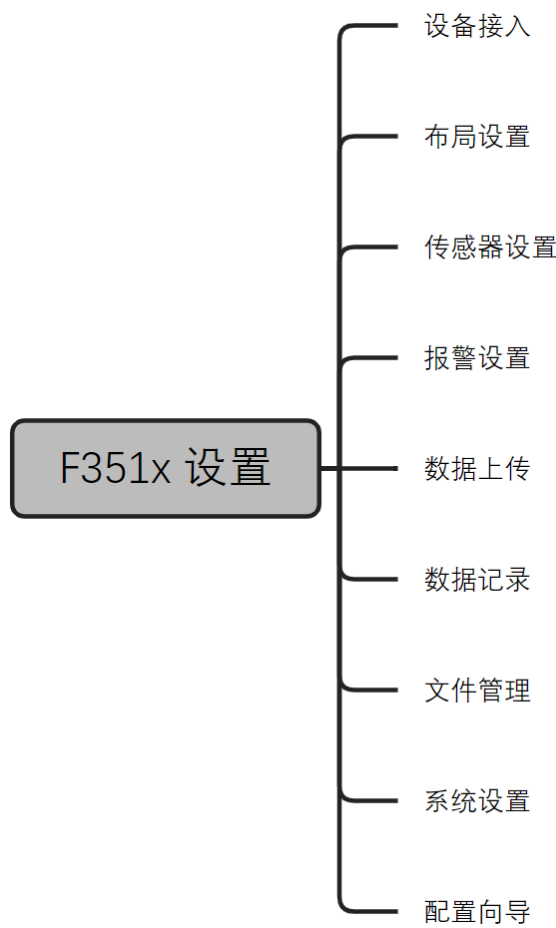 设备接入
布局设置
传感器设置
报警设置
F351x 设置
数据上传
数据记录
文件管理
系统设置
配置向导